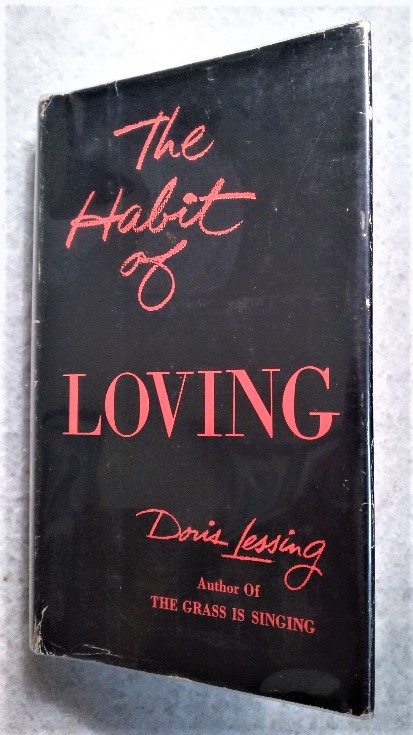 The
Habit
of
LOVING
Doris Lessing
Author Of
THE GRASS IS SINGING